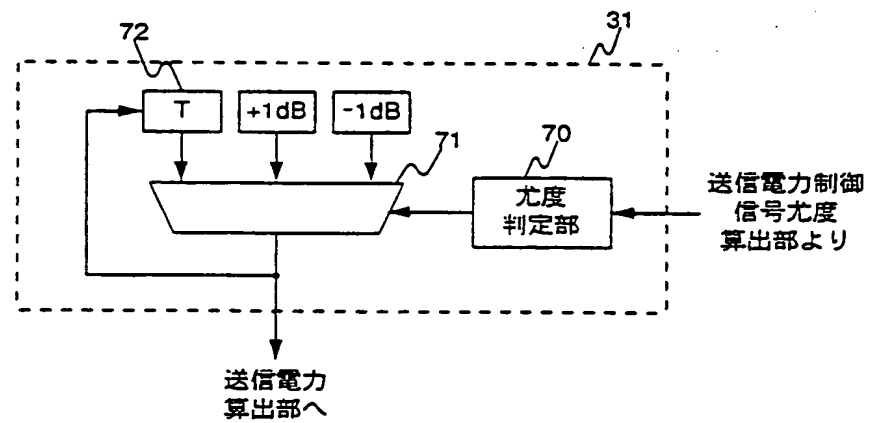 72
31
T
+1dB
-1dB
71
70
尤度
判定部
送信電力制御
信号尤度
算出部より
送信電力
算出部へ